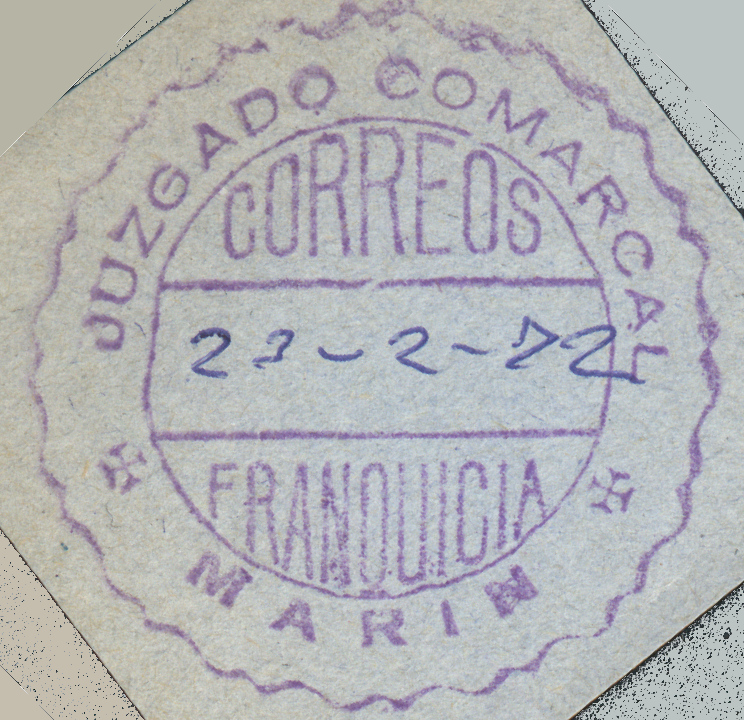 JUZGADO COMARCAL
CORREOS
23-2-72
FRANQUICIA
MARIN